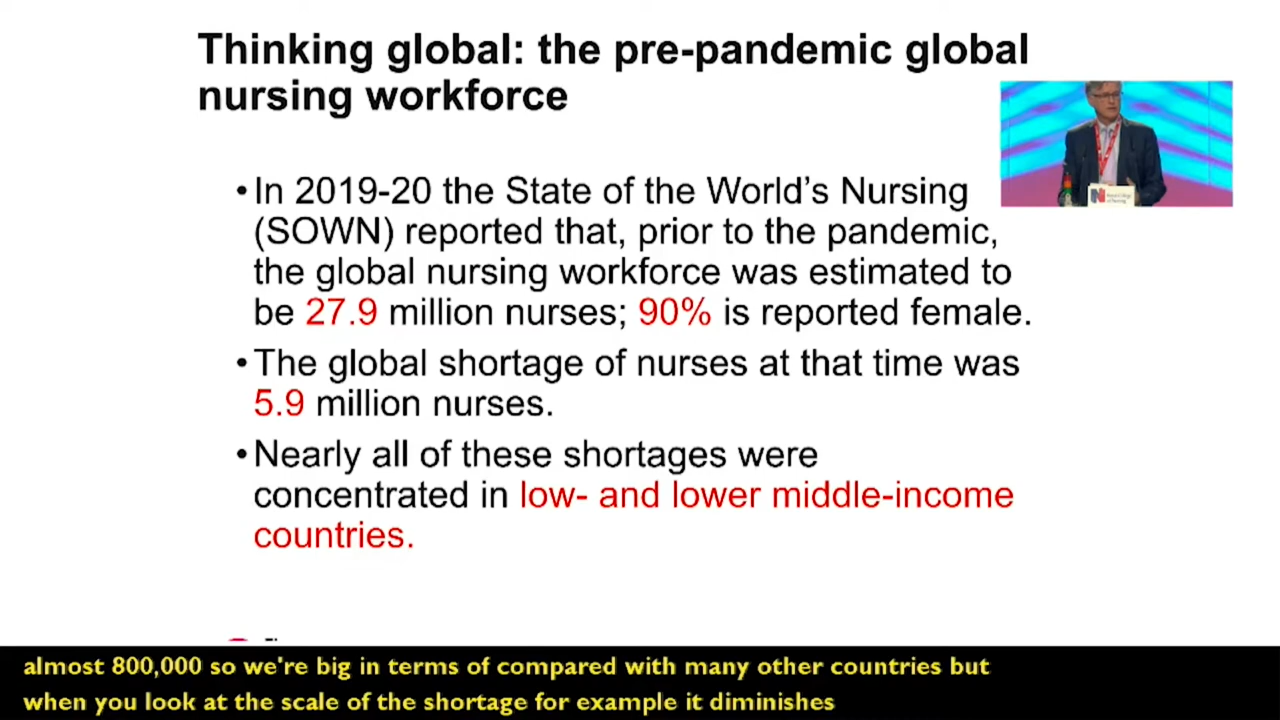 Thinking global: the pre-pandemic global
nursing workforce
•In 2019-20 the State of the World’s Nursing
(SOWN) reported that, prior to the pandemic,
the global nursing workforce was estimated to
be 27.9 million nurses; 90% is reported female.
•The global shortage of nurses at that time was
5.9 million nurses.
•Nearly all of these shortages were
concentrated in low- and lower middle-income
countries.
Royal College
of Nursing
almost 800,000 so we're big in terms of compared with many other countries but
when you look at the scale of the shortage for example it diminishes